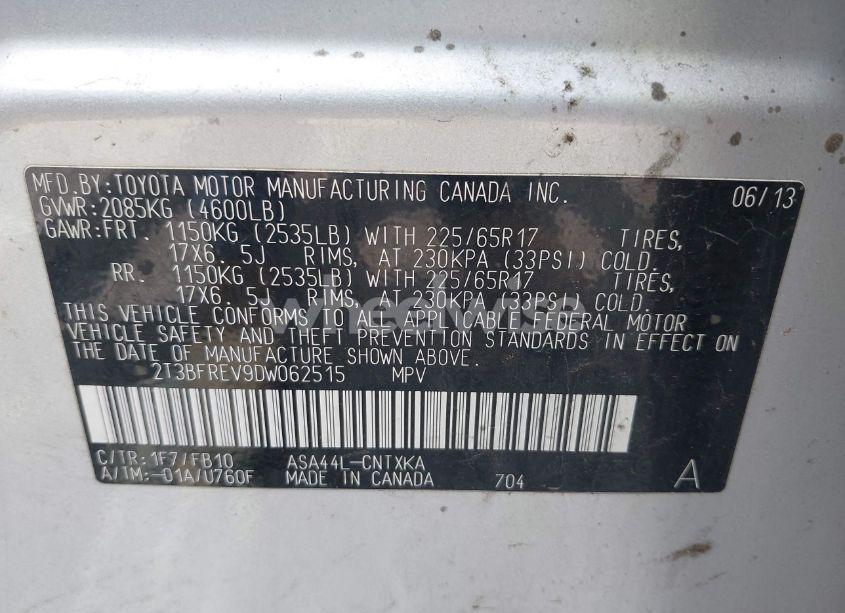 MFD.BY:TOYOTA MOTOR MANUFACTURING CANADA INC. 06/13
GVWR:2085KG (4600LB)
GAWR:FRT. 1150KG (2535LB) WITH 225/65R17 TIRES,
17X6. 5J RIMS, AT 230KPA (33PSI) COLD.
RR. 1150KG (2535LB) WITH 225/65R17 TIRES,
17X6. 5J RIMS, AT 230KPA (33PSI) COLD.
THIS VEHICLE CONFORMS TO ALL APPLICABLE FEDERAL MOTOR
VEHICLE SAFETY AND THEFT PREVENTION STANDARDS IN EFFECT ON
THE DATE OF MANUFACTURE SHOWN ABOVE.
2T3BFREV9DW062515 MPV
C/TR:1F7/FB10 ASA44L-CNTXKA
A/TM:-01A/U760F MADE IN CANADA 704 A
wheelwise